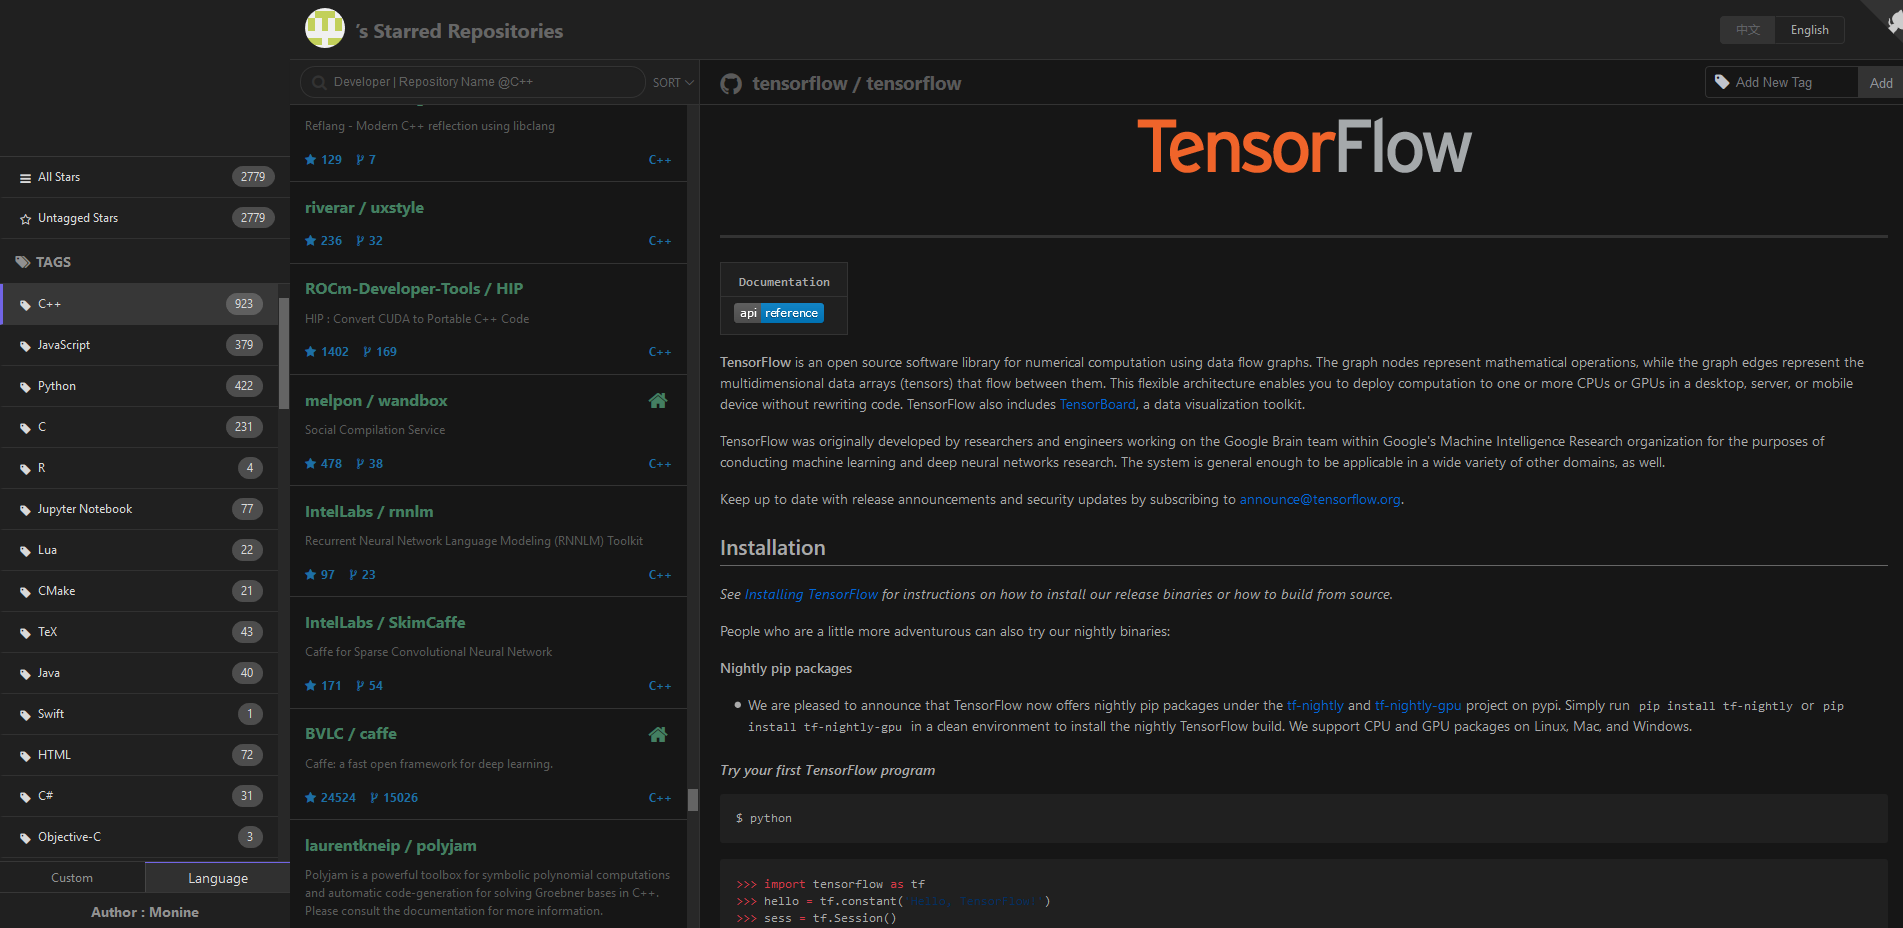 's Starred Repositories
中文
English
All Stars 2779
Untagged Stars 2779
TAGS
C++ 923
JavaScript 379
Python 422
C 231
R 4
Jupyter Notebook 77
Lua 22
CMake 21
TeX 43
Java 40
Swift 1
HTML 72
C# 31
Objective-C 3
Custom
Language
Author : Monine
Developer | Repository Name @C++
SORT
Reflang - Modern C++ reflection using libclang
129 7 C++
riverar / uxstyle
236 32 C++
ROCm-Developer-Tools / HIP
HIP : Convert CUDA to Portable C++ Code
1402 169 C++
melpon / wandbox
Social Compilation Service
478 38 C++
IntelLabs / rnnlm
Recurrent Neural Network Language Modeling (RNNLM) Toolkit
97 23 C++
IntelLabs / SkimCaffe
Caffe for Sparse Convolutional Neural Network
171 54 C++
BVLC / caffe
Caffe: a fast open framework for deep learning.
24524 15026 C++
laurentkneip / polyjam
Polyjam is a powerful toolbox for symbolic polynomial computations
and automatic code-generation for solving Groebner bases in C++.
Please consult the documentation for more information.
tensorflow / tensorflow
Add New Tag
Add
TensorFlow
Documentation
api reference
TensorFlow is an open source software library for numerical computation using data flow graphs. The graph nodes represent mathematical operations, while the graph edges represent the
multidimensional data arrays (tensors) that flow between them. This flexible architecture enables you to deploy computation to one or more CPUs or GPUs in a desktop, server, or mobile
device without rewriting code. TensorFlow also includes TensorBoard, a data visualization toolkit.
TensorFlow was originally developed by researchers and engineers working on the Google Brain team within Google's Machine Intelligence Research organization for the purposes of
conducting machine learning and deep neural networks research. The system is general enough to be applicable in a wide variety of other domains, as well.
Keep up to date with release announcements and security updates by subscribing to announce@tensorflow.org.
Installation
See Installing TensorFlow for instructions on how to install our release binaries or how to build from source.
People who are a little more adventurous can also try our nightly binaries:
Nightly pip packages
• We are pleased to announce that TensorFlow now offers nightly pip packages under the tf-nightly and tf-nightly-gpu project on pypi. Simply run pip install tf-nightly or pip
install tf-nightly-gpu in a clean environment to install the nightly TensorFlow build. We support CPU and GPU packages on Linux, Mac, and Windows.
Try your first TensorFlow program
$ python
>>> import tensorflow as tf
>>> hello = tf.constant('Hello, TensorFlow!')
>>> sess = tf.Session()